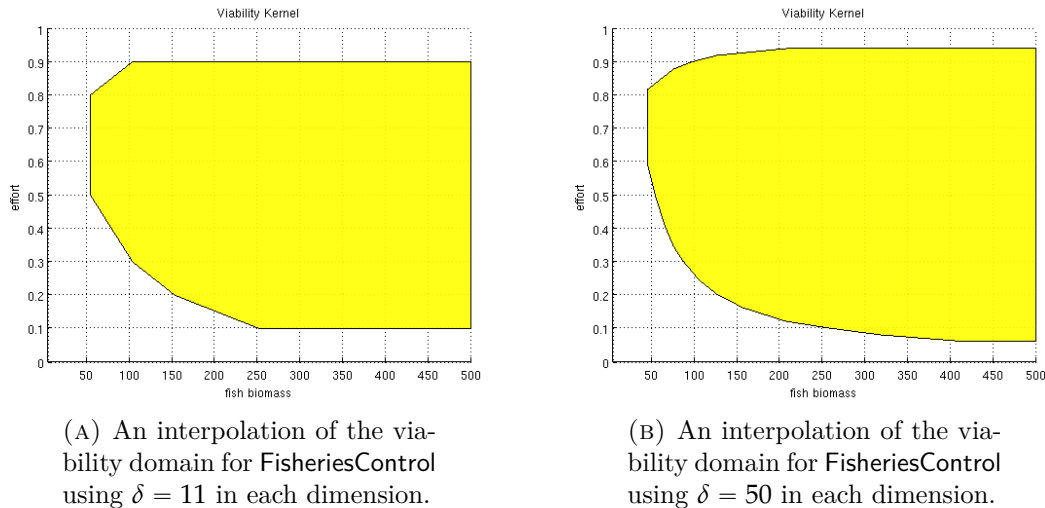 Viability Kernel
1
0.9
0.8
0.7
0.6
0.5
0.4
0.3
0.2
0.1
0
effort
50 100 150 200 250 300 350 400 450 500
fish biomass
(A) An interpolation of the via-
bility domain for FisheriesControl
using δ = 11 in each dimension.
Viability Kernel
1
0.9
0.8
0.7
0.6
0.5
0.4
0.3
0.2
0.1
0
effort
50 100 150 200 250 300 350 400 450 500
fish biomass
(B) An interpolation of the via-
bility domain for FisheriesControl
using δ = 50 in each dimension.